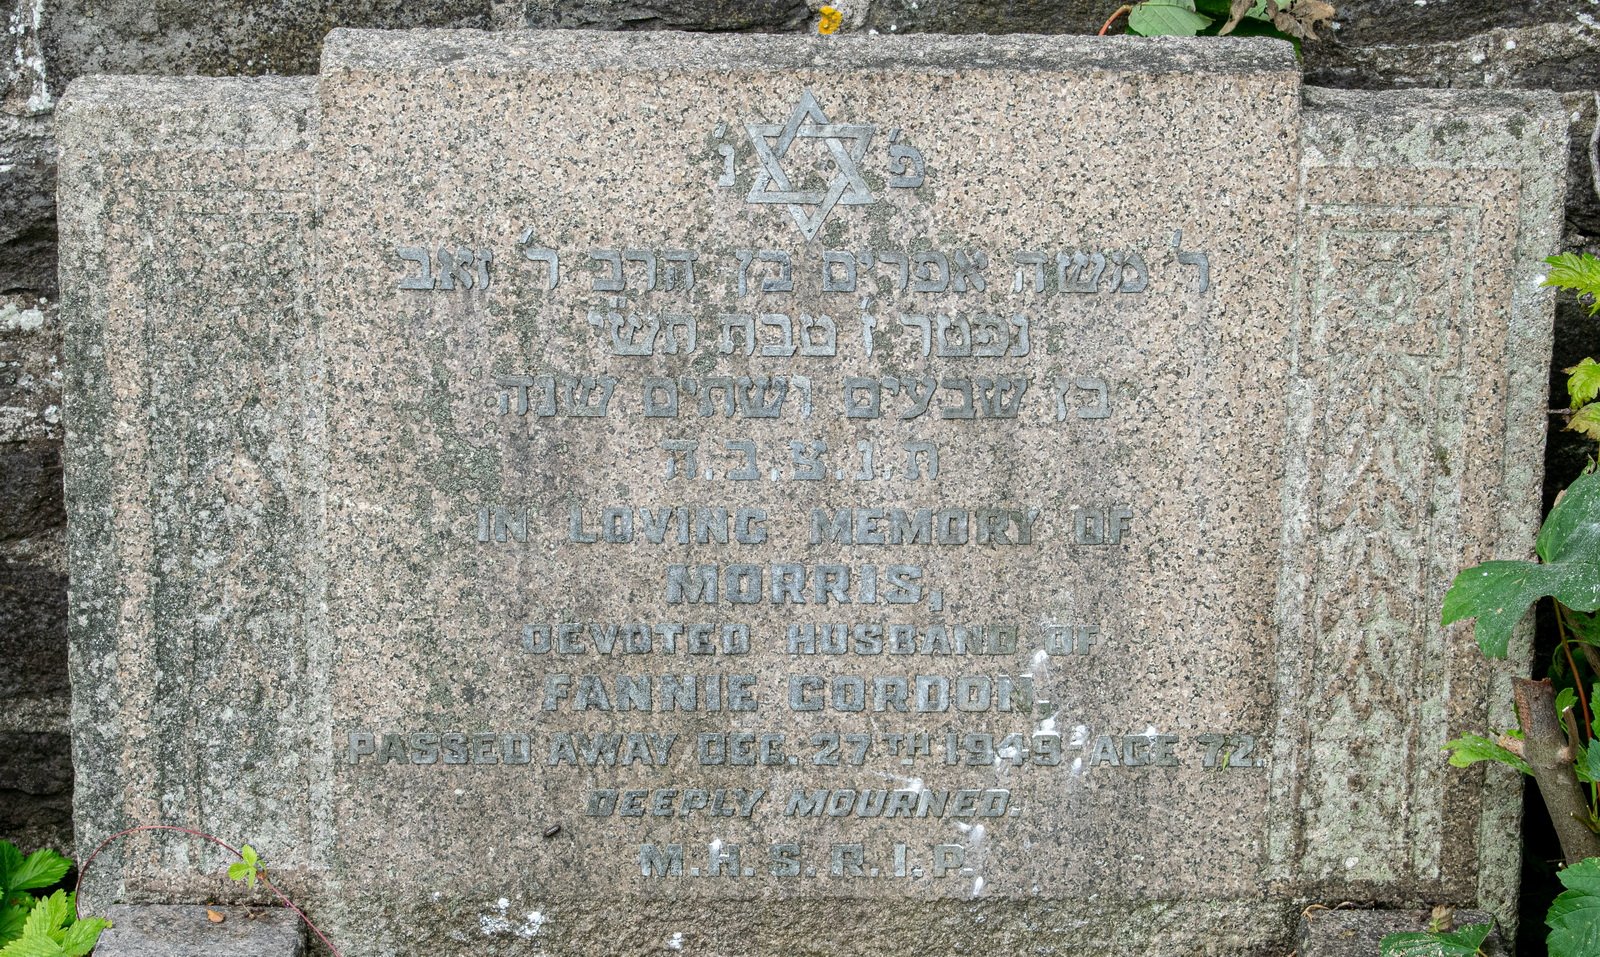 פ' נ'
ר' משה אפרים בן הרב ר' זאב
נפטר ז' טבת תש"י
בן שבעים ושתים שנה
ת.נ.צ.ב.ה
IN LOVING MEMORY OF
MORRIS,
DEVOTED HUSBAND OF
FANNIE GORDON,
PASSED AWAY DEC. 27TH 1949 AGE 72.
DEEPLY MOURNED.
M.H.S.R.I.P.